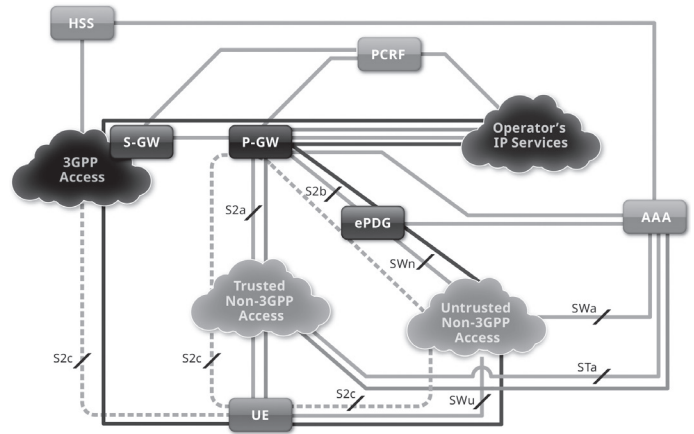 HSS
PCRF
S-GW
P-GW
Operator's
IP Services
3GPP
Access
S2b
S2a
ePDG
AAA
SWn
Trusted
Non-3GPP
Access
Untrusted
Non-3GPP
Access
SWa
S2c
S2c
STa
S2c
SWu
UE